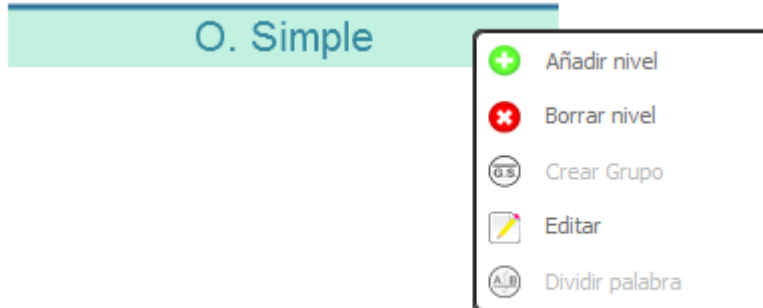 O. Simple
Añadir nivel
Borrar nivel
G.S.
Crear Grupo
Editar
A B
Dividir palabra